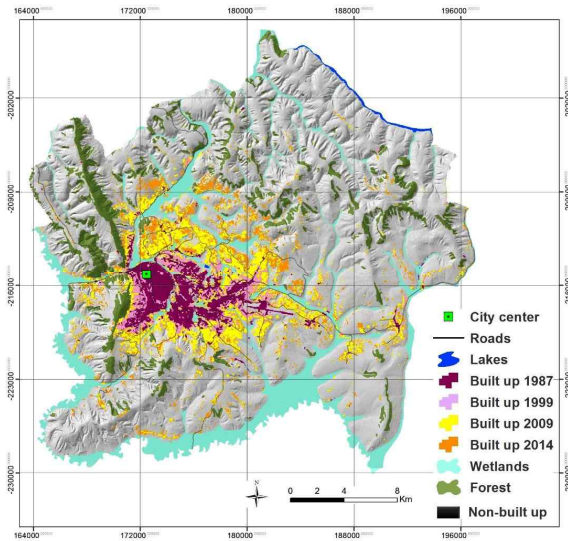 164000 172000 180000 188000 196000
-202000
-209000
-216000
-223000
-230000
City center
Roads
Lakes
Built up 1987
Built up 1999
Built up 2009
Built up 2014
Wetlands
Forest
Non-built up
0 2 4 8
Km
164000 172000 180000 188000 196000